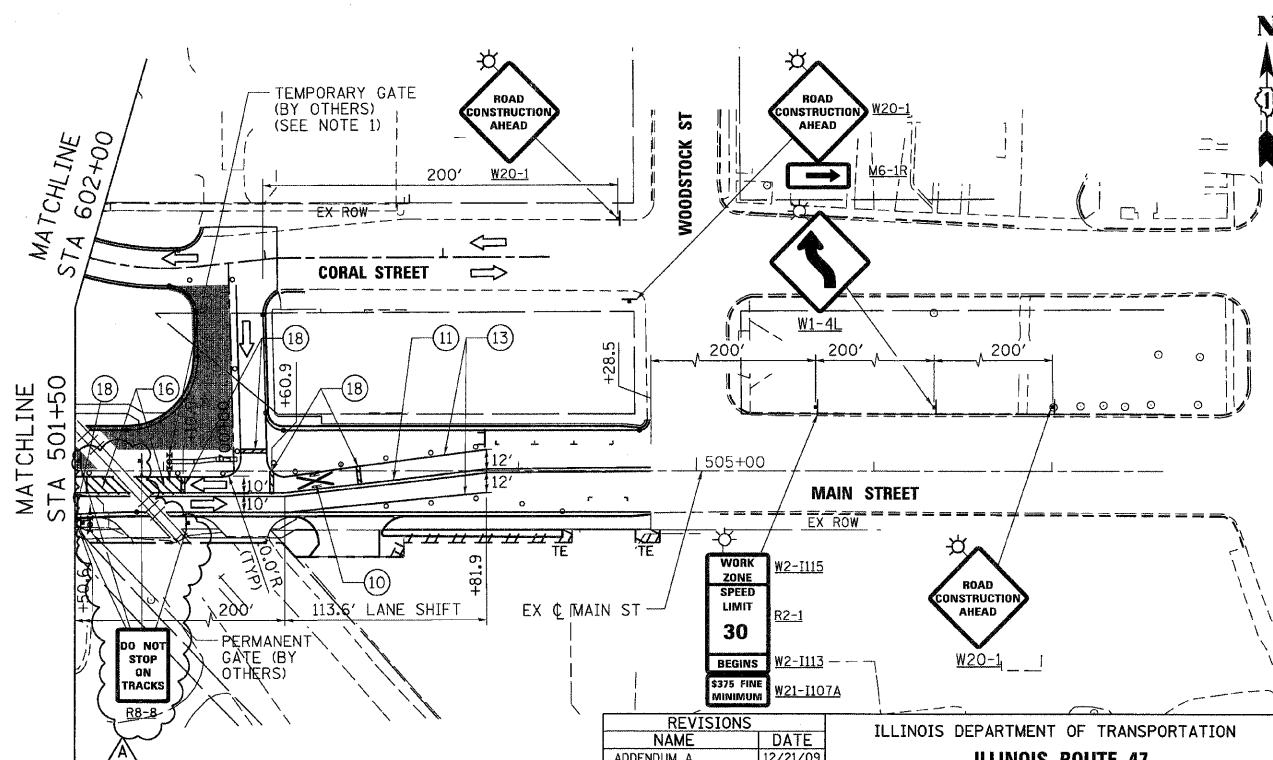 N
1
TEMPORARY GATE
(BY OTHERS)
(SEE NOTE 1)
ROAD
CONSTRUCTION
AHEAD
W20-1
ROAD
CONSTRUCTION
AHEAD
W20-1
M6-1R
MATCHLINE
STA 602+00
200'
EX ROW
WOODSTOCK ST
CORAL STREET
W1-4L
18
11
13
+60.9
+28.5
200'
200'
200'
MATCHLINE
STA 501+50
18
16
18
12'
12'
505+00
10'
10'
MAIN STREET
EX ROW
TE
TE
10
10.0'R
(TYP)
+50.6
+81.9
200'
113.6' LANE SHIFT
EX ℄ MAIN ST
PERMANENT
GATE (BY
OTHERS)
DO NOT
STOP
ON
TRACKS
R8-8
A
WORK
ZONE
W2-I115
SPEED
LIMIT
30
R2-1
BEGINS
W2-I113
$375 FINE
MINIMUM
W21-I107A
ROAD
CONSTRUCTION
AHEAD
W20-1
REVISIONS
NAME DATE
ADDENDUM A 12/21/09
ILLINOIS DEPARTMENT OF TRANSPORTATION
ILLINOIS ROUTE 47